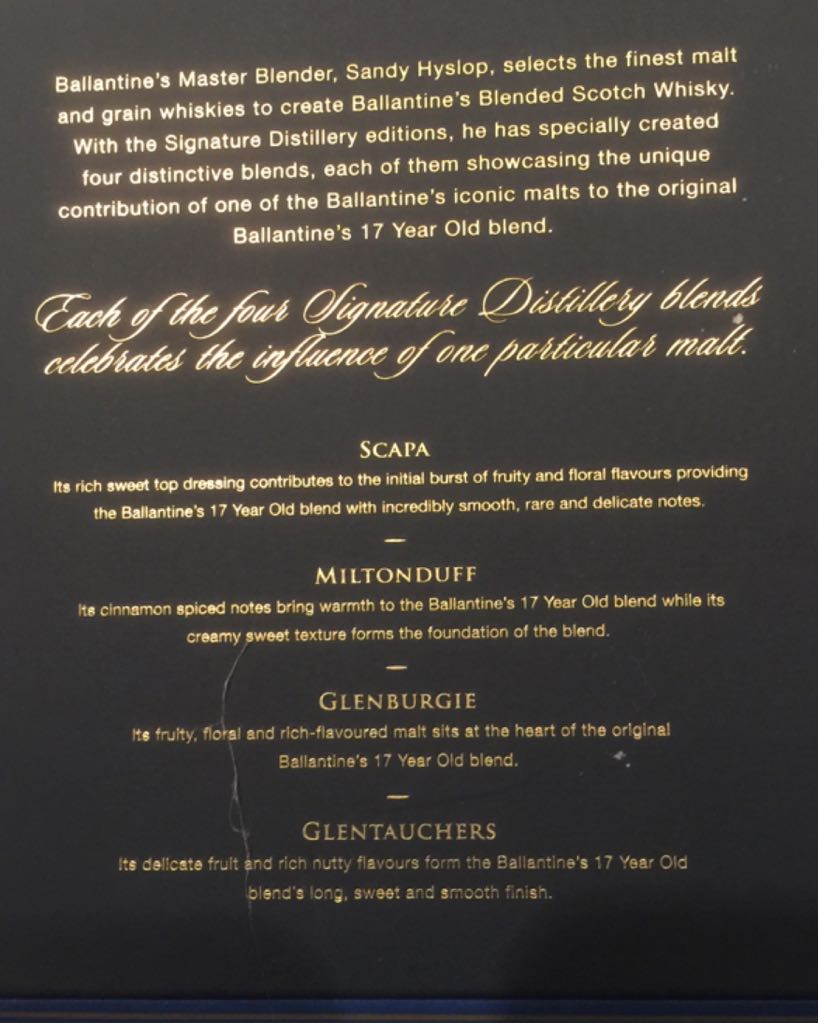 Ballantine's Master Blender, Sandy Hyslop, selects the finest malt
and grain whiskies to create Ballantine's Blended Scotch Whisky.
With the Signature Distillery editions, he has specially created
four distinctive blends, each of them showcasing the unique
contribution of one of the Ballantine's iconic malts to the original
Ballantine's 17 Year Old blend.
Each of the four Signature Distillery blends
celebrates the influence of one particular malt.
SCAPA
Its rich sweet top dressing contributes to the initial burst of fruity and floral flavours providing
the Ballantine's 17 Year Old blend with incredibly smooth, rare and delicate notes.
MILTONDUFF
Its cinnamon spiced notes bring warmth to the Ballantine's 17 Year Old blend while its
creamy sweet texture forms the foundation of the blend.
GLENBURGIE
Its fruity, floral and rich-flavoured malt sits at the heart of the original
Ballantine's 17 Year Old blend.
GLENTAUCHERS
Its delicate fruit and rich nutty flavours form the Ballantine's 17 Year Old
blend's long, sweet and smooth finish.